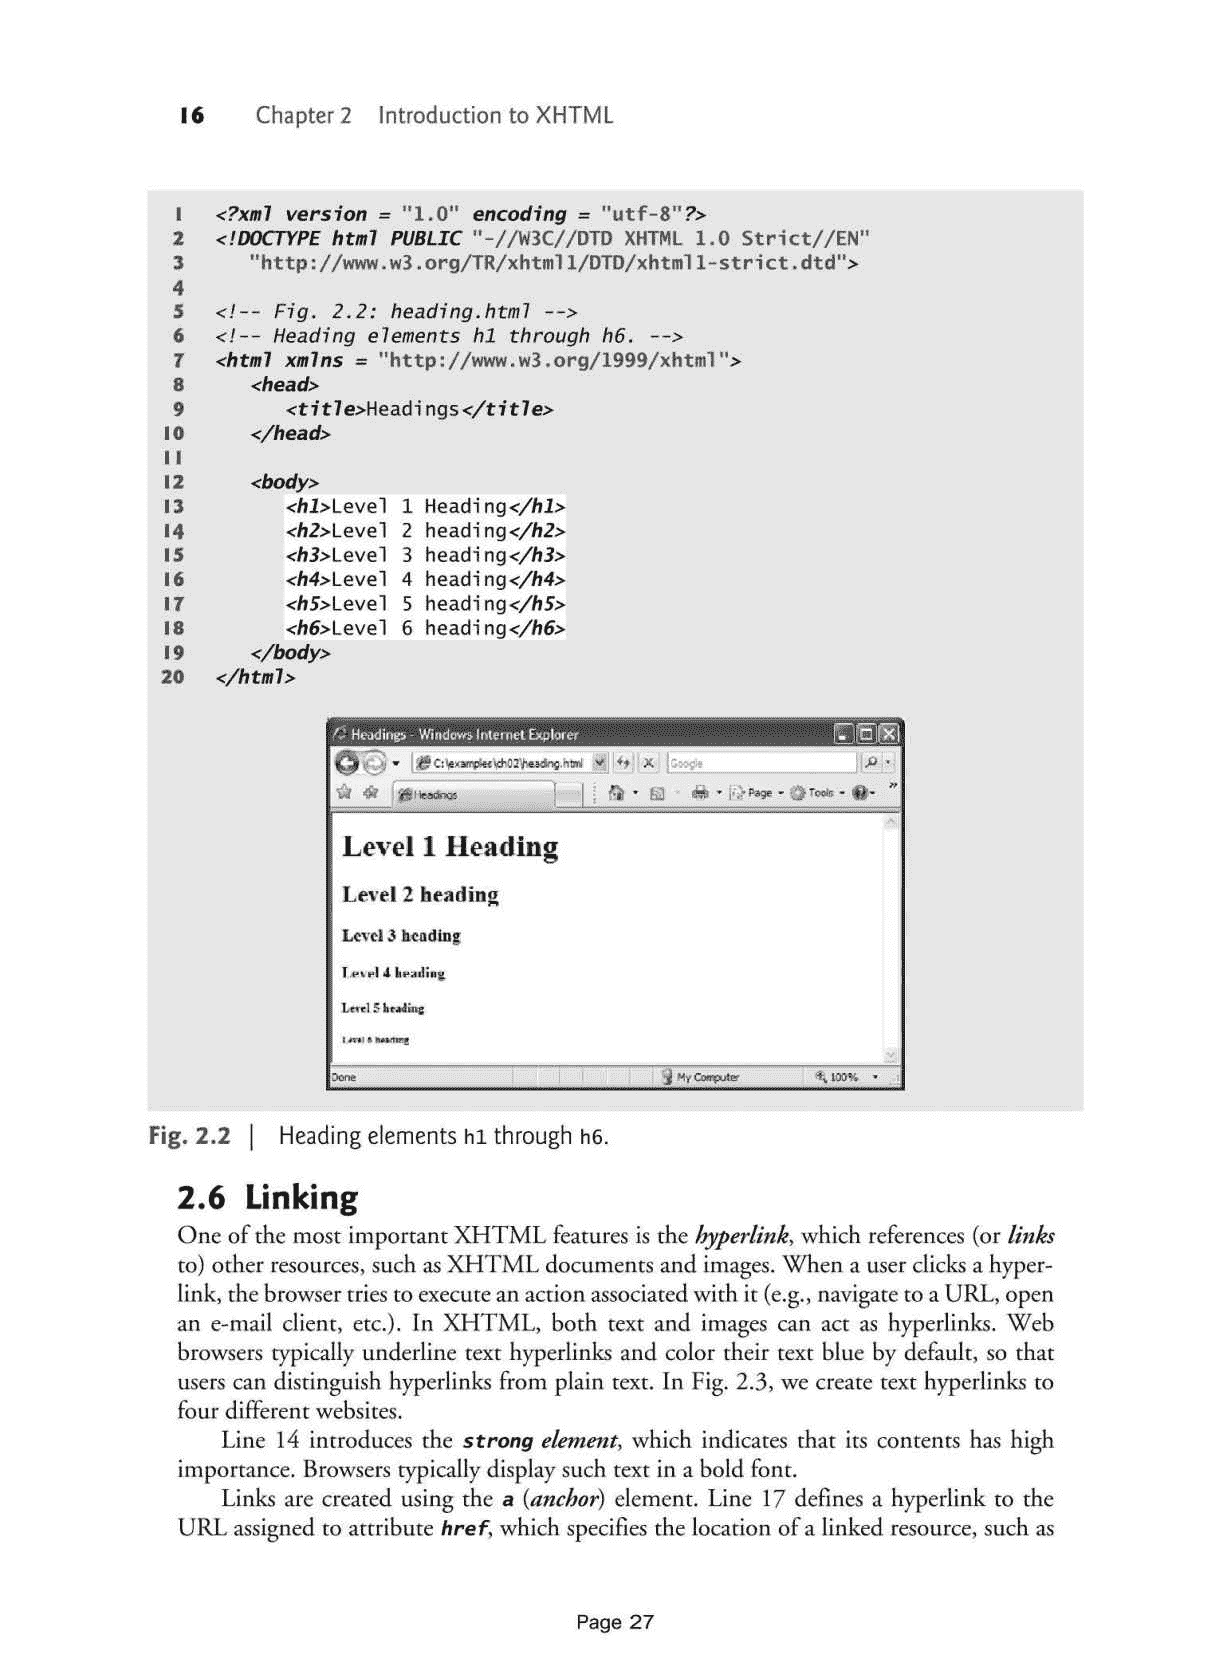 16 Chapter 2 Introduction to XHTML
1 <?xml version = "1.0" encoding = "utf-8"?>
2 <!DOCTYPE html PUBLIC "-//W3C//DTD XHTML 1.0 Strict//EN"
3 "http://www.w3.org/TR/xhtml1/DTD/xhtml1-strict.dtd">
4
5 <!-- Fig. 2.2: heading.html -->
6 <!-- Heading elements h1 through h6. -->
7 <html xmlns = "http://www.w3.org/1999/xhtml">
8 <head>
9 <title>Headings</title>
10 </head>
11
12 <body>
13 <h1>Level 1 Heading</h1>
14 <h2>Level 2 heading</h2>
15 <h3>Level 3 heading</h3>
16 <h4>Level 4 heading</h4>
17 <h5>Level 5 heading</h5>
18 <h6>Level 6 heading</h6>
19 </body>
20 </html>
Headings - Windows Internet Explorer
C:\examples\ch02\heading.html Google
Headings Page Tools
Level 1 Heading
Level 2 heading
Level 3 heading
Level 4 heading
Level 5 heading
Level 6 heading
Done My Computer 100%
Fig. 2.2 | Heading elements h1 through h6.
2.6 Linking
One of the most important XHTML features is the hyperlink, which references (or links
to) other resources, such as XHTML documents and images. When a user clicks a hyper-
link, the browser tries to execute an action associated with it (e.g., navigate to a URL, open
an e-mail client, etc.). In XHTML, both text and images can act as hyperlinks. Web
browsers typically underline text hyperlinks and color their text blue by default, so that
users can distinguish hyperlinks from plain text. In Fig. 2.3, we create text hyperlinks to
four different websites.
Line 14 introduces the strong element, which indicates that its contents has high
importance. Browsers typically display such text in a bold font.
Links are created using the a (anchor) element. Line 17 defines a hyperlink to the
URL assigned to attribute href, which specifies the location of a linked resource, such as
Page 27